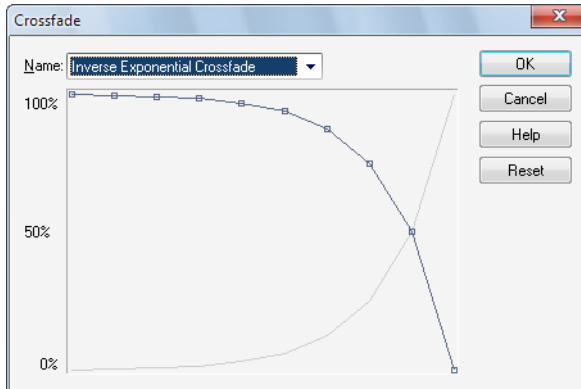 Crossfade
Name: Inverse Exponential Crossfade
OK
100%
Cancel
Help
Reset
50%
0%